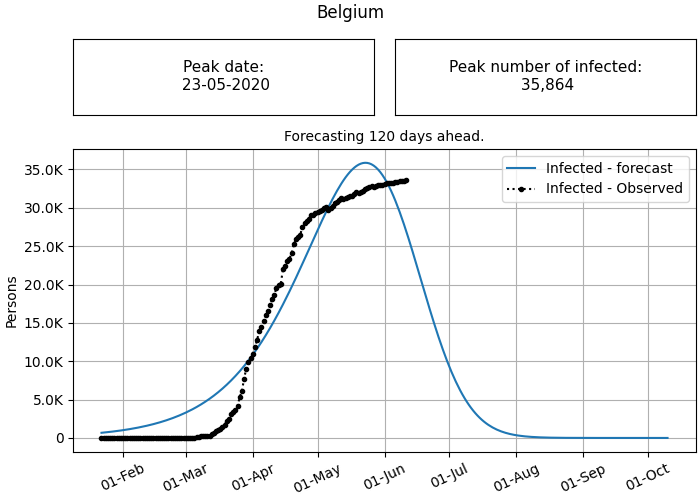 Belgium
Peak date:
23-05-2020
Peak number of infected:
35,864
Forecasting 120 days ahead.
Infected - forecast
Infected - Observed
35.0K
30.0K
25.0K
20.0K
15.0K
10.0K
5.0K
0
Persons
01-Feb
01-Mar
01-Apr
01-May
01-Jun
01-Jul
01-Aug
01-Sep
01-Oct